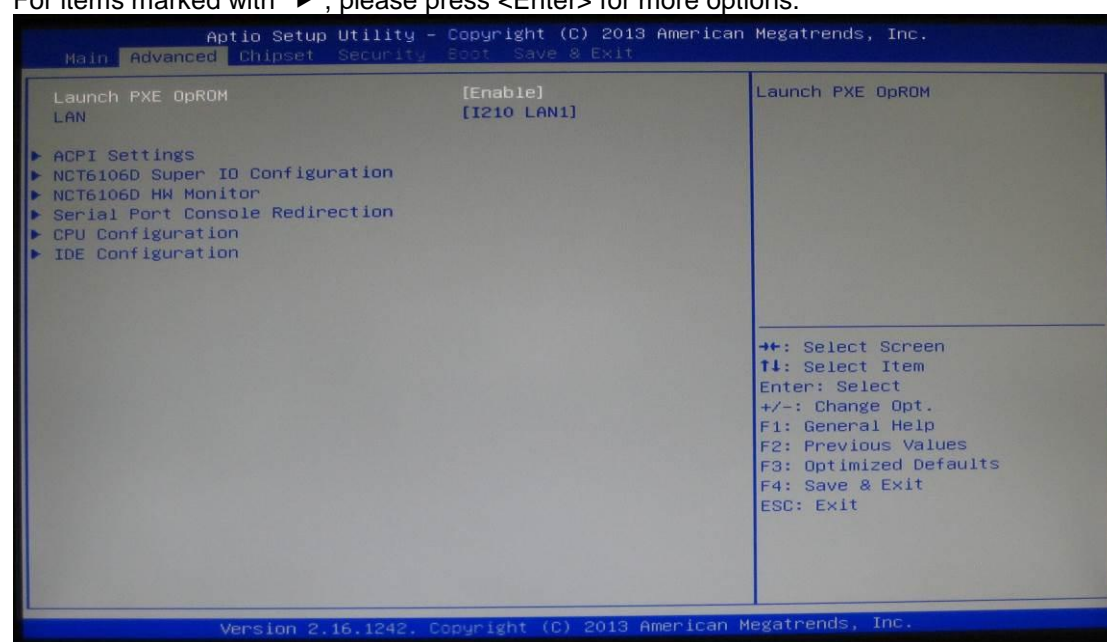 For items marked with "►", please press <Enter> for more options.
Aptio Setup Utility – Copyright (C) 2013 American Megatrends, Inc.
Main Advanced Chipset Security Boot Save & Exit
Launch PXE OpROM [Enable]
LAN [I210 LAN1]
► ACPI Settings
► NCT6106D Super IO Configuration
► NCT6106D HW Monitor
► Serial Port Console Redirection
► CPU Configuration
► IDE Configuration
Launch PXE OpROM
→←: Select Screen
↑↓: Select Item
Enter: Select
+/-: Change Opt.
F1: General Help
F2: Previous Values
F3: Optimized Defaults
F4: Save & Exit
ESC: Exit
Version 2.16.1242. Copyright (C) 2013 American Megatrends, Inc.